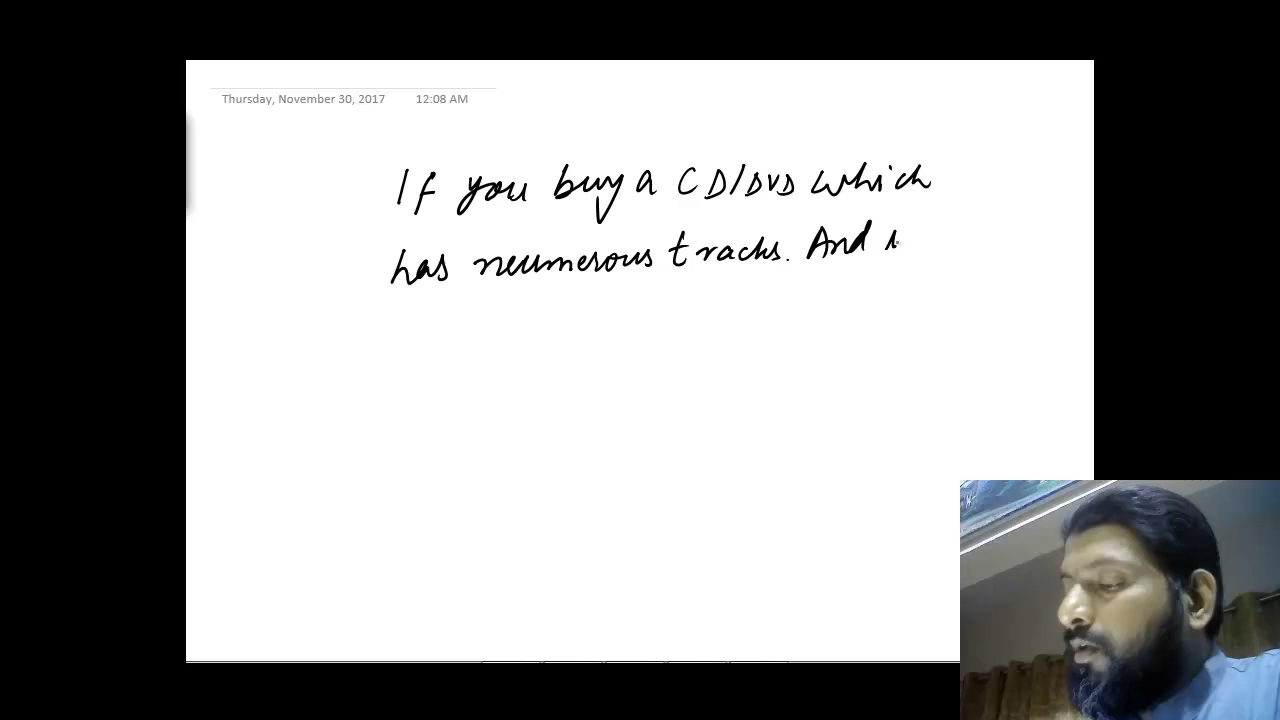 Thursday, November 30, 2017 12:08 AM
If you buy a CD/DVD which
has neumerous tracks. And